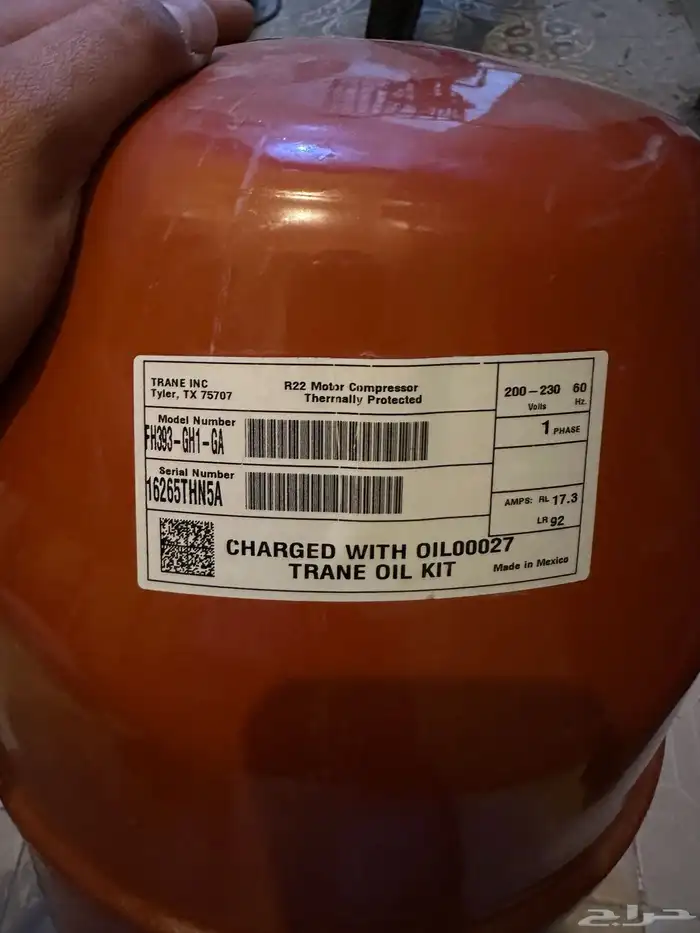 TRANE INC
Tyler, TX 75707
R22 Motor Compressor
Thermally Protected
200-230 60
Volts Hz.
Model Number
FH393-GH1-GA
1 PHASE
Serial Number
16265THN5A
AMPS: RL 17.3
LR 92
CHARGED WITH OIL00027
TRANE OIL KIT
Made in Mexico
حراج